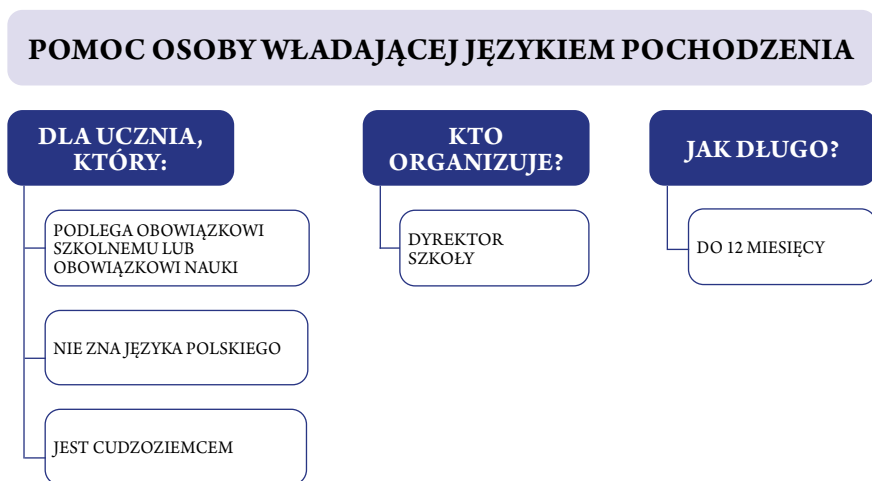 POMOC OSOBY WŁADAJĄCEJ JĘZYKIEM POCHODZENIA
DLA UCZNIA,
KTÓRY:
PODLEGA OBOWIĄZKOWI
SZKOLNEMU LUB
OBOWIĄZKOWI NAUKI
NIE ZNA JĘZYKA POLSKIEGO
JEST CUDZOZIEMCEM
KTO
ORGANIZUJE?
DYREKTOR
SZKOŁY
JAK DŁUGO?
DO 12 MIESIĘCY